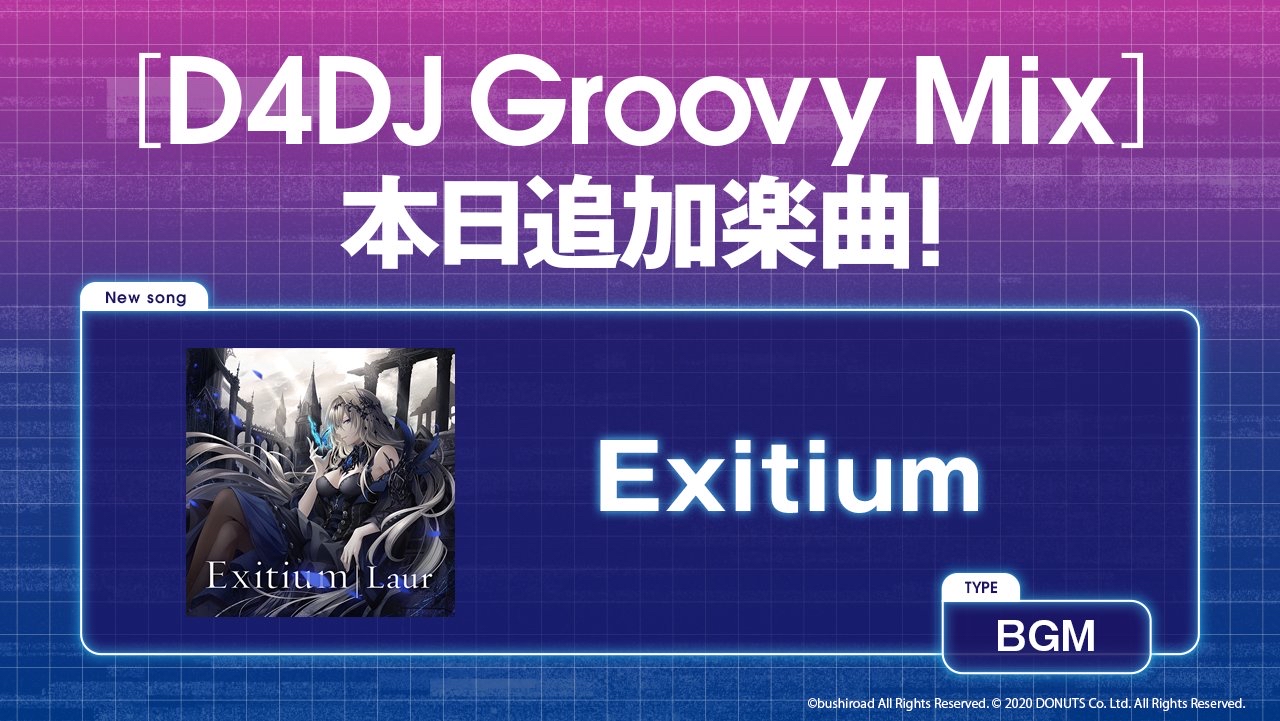 [D4DJ Groovy Mix]
本日追加楽曲!
New song
Exitium | Laur
Exitium
TYPE
BGM
©bushiroad All Rights Reserved. © 2020 DONUTS Co. Ltd. All Rights Reserved.